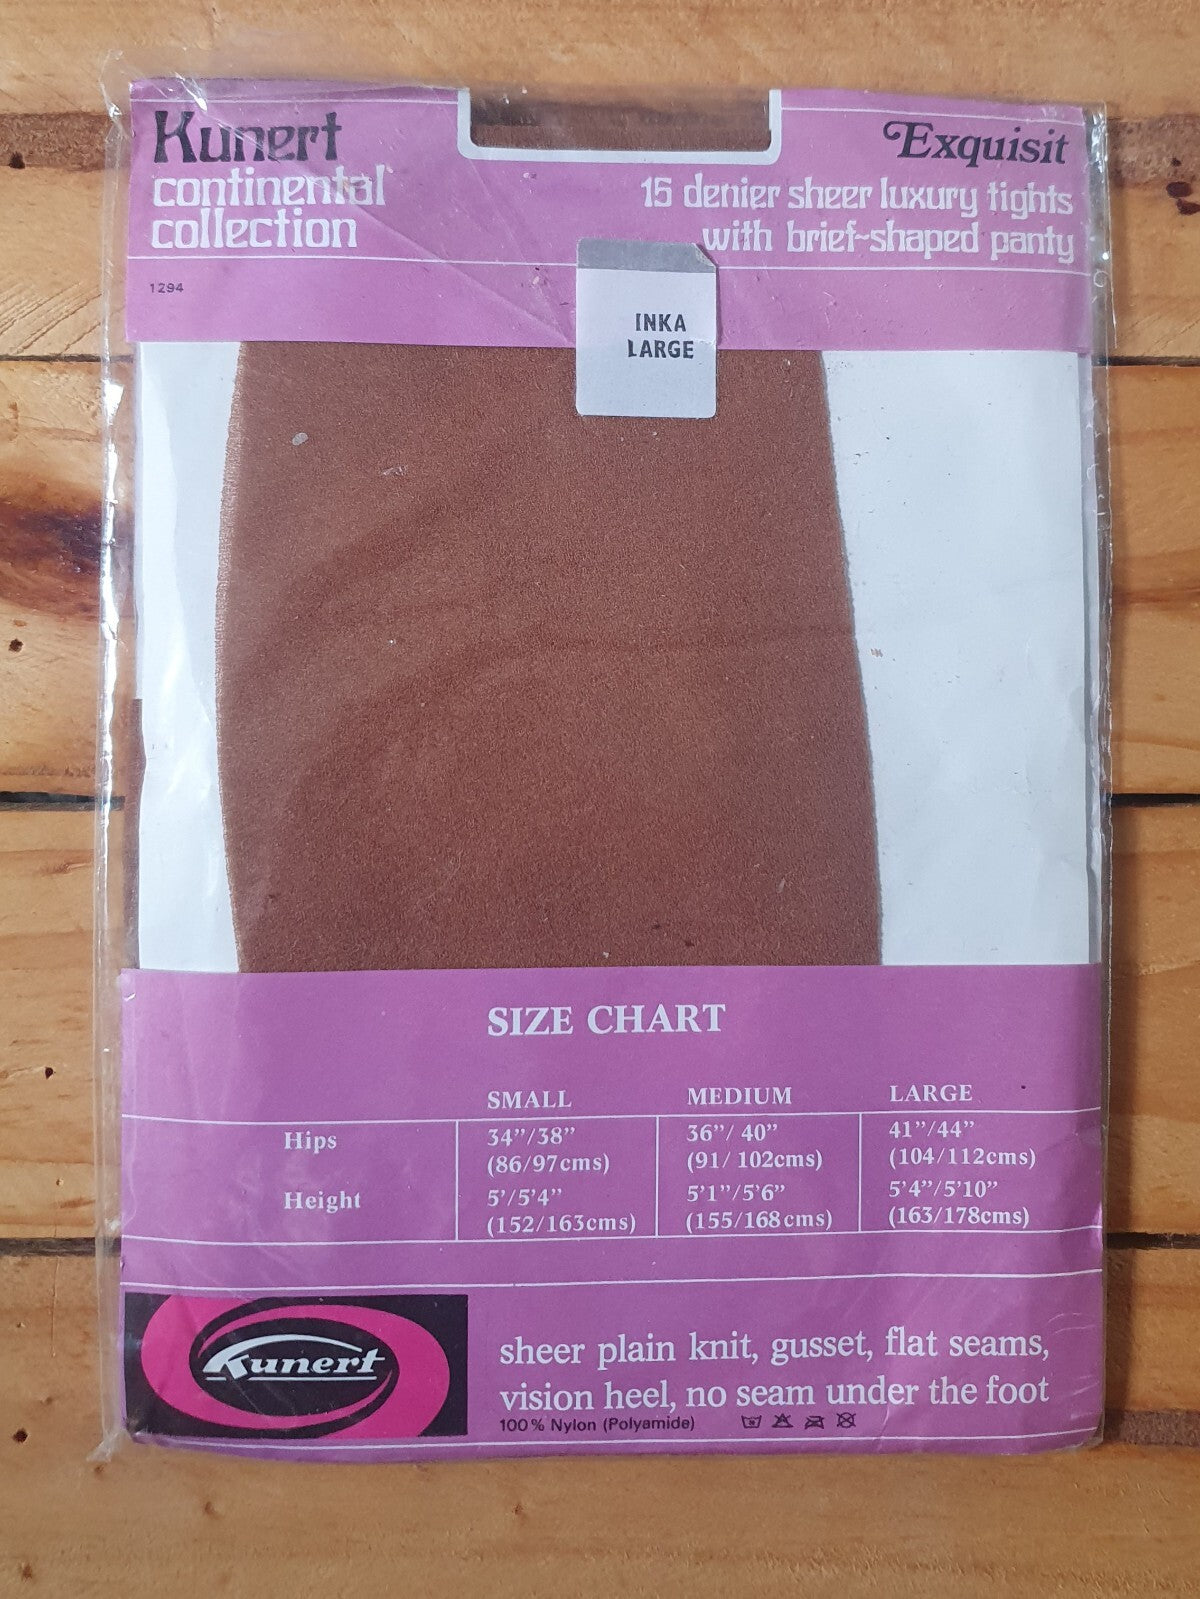 Kunert
continental
collection
Exquisit
15 denier sheer luxury tights
with brief-shaped panty
1294
INKA
LARGE
SIZE CHART
SMALL MEDIUM LARGE
Hips 34”/38” 36”/ 40” 41”/44”
(86/97cms) (91/ 102cms) (104/112cms)
Height 5’/5’4” 5’1”/5’6” 5’4”/5’10”
(152/163cms) (155/168cms) (163/178cms)
Kunert
sheer plain knit, gusset, flat seams,
vision heel, no seam under the foot
100% Nylon (Polyamide)